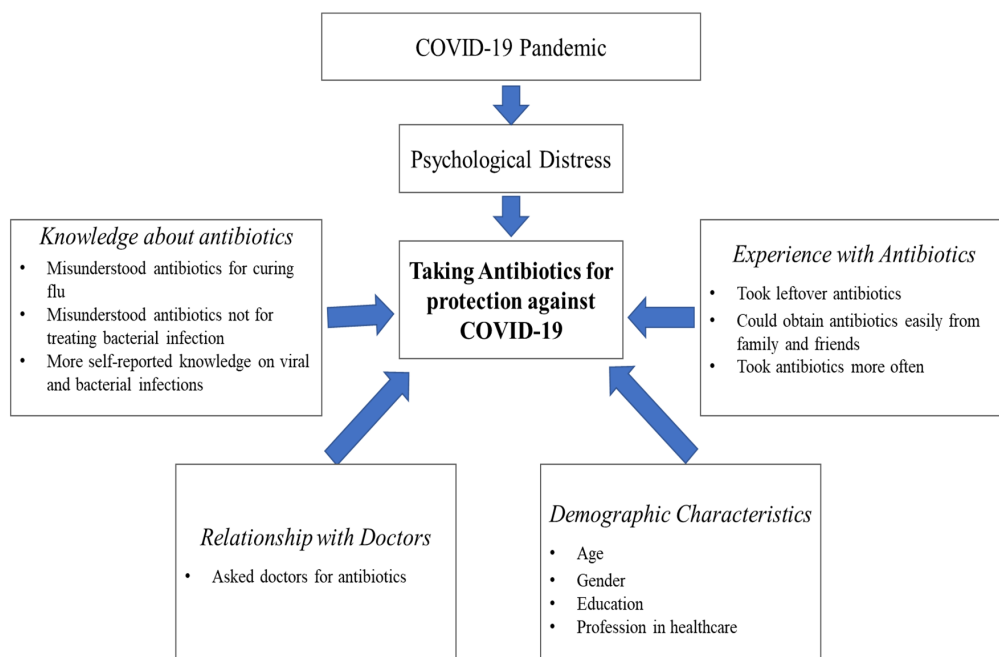 COVID-19 Pandemic
Psychological Distress
Knowledge about antibiotics
• Misunderstood antibiotics for curing
flu
• Misunderstood antibiotics not for
treating bacterial infection
• More self-reported knowledge on viral
and bacterial infections
Taking Antibiotics for
protection against
COVID-19
Experience with Antibiotics
• Took leftover antibiotics
• Could obtain antibiotics easily from
family and friends
• Took antibiotics more often
Relationship with Doctors
• Asked doctors for antibiotics
Demographic Characteristics
• Age
• Gender
• Education
• Profession in healthcare